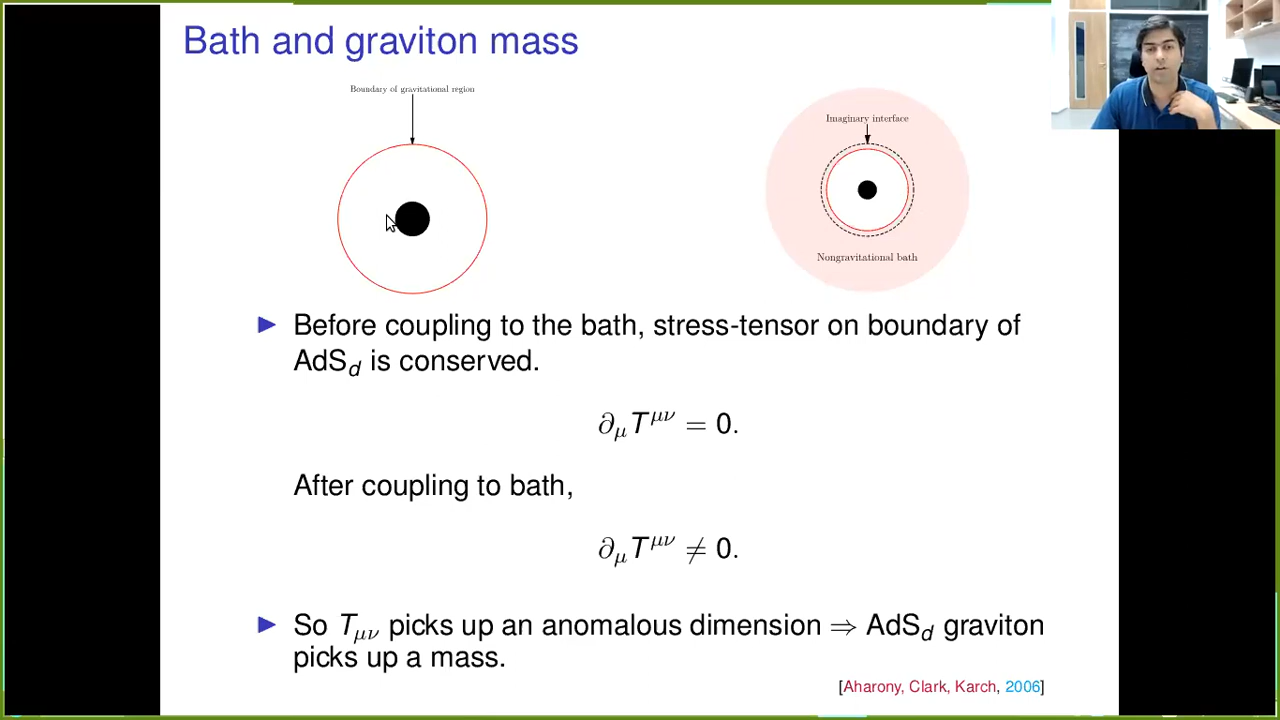 Bath and graviton mass
Boundary of gravitational region
Imaginary interface
Nongravitational bath
▶ Before coupling to the bath, stress-tensor on boundary of
AdS_d is conserved.
∂_μ T^{μν} = 0.
After coupling to bath,
∂_μ T^{μν} ≠ 0.
▶ So T_{μν} picks up an anomalous dimension ⇒ AdS_d graviton
picks up a mass.
[Aharony, Clark, Karch, 2006]